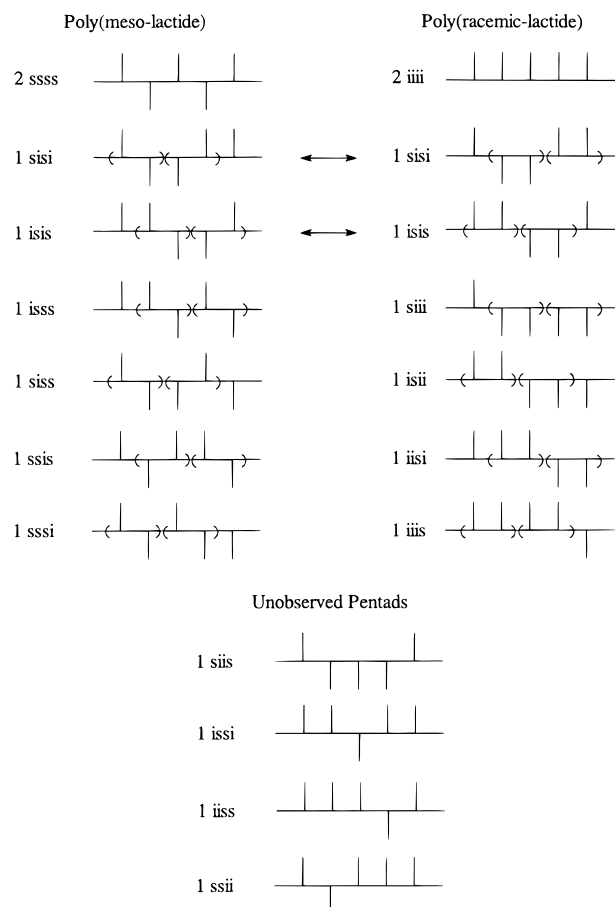 Poly(meso-lactide)
2 ssss
1 sisi
1 isis
1 isss
1 siss
1 ssis
1 sssi
Poly(racemic-lactide)
2 iiii
1 sisi
1 isis
1 siii
1 isii
1 iisi
1 iiis
Unobserved Pentads
1 siis
1 issi
1 iiss
1 ssii